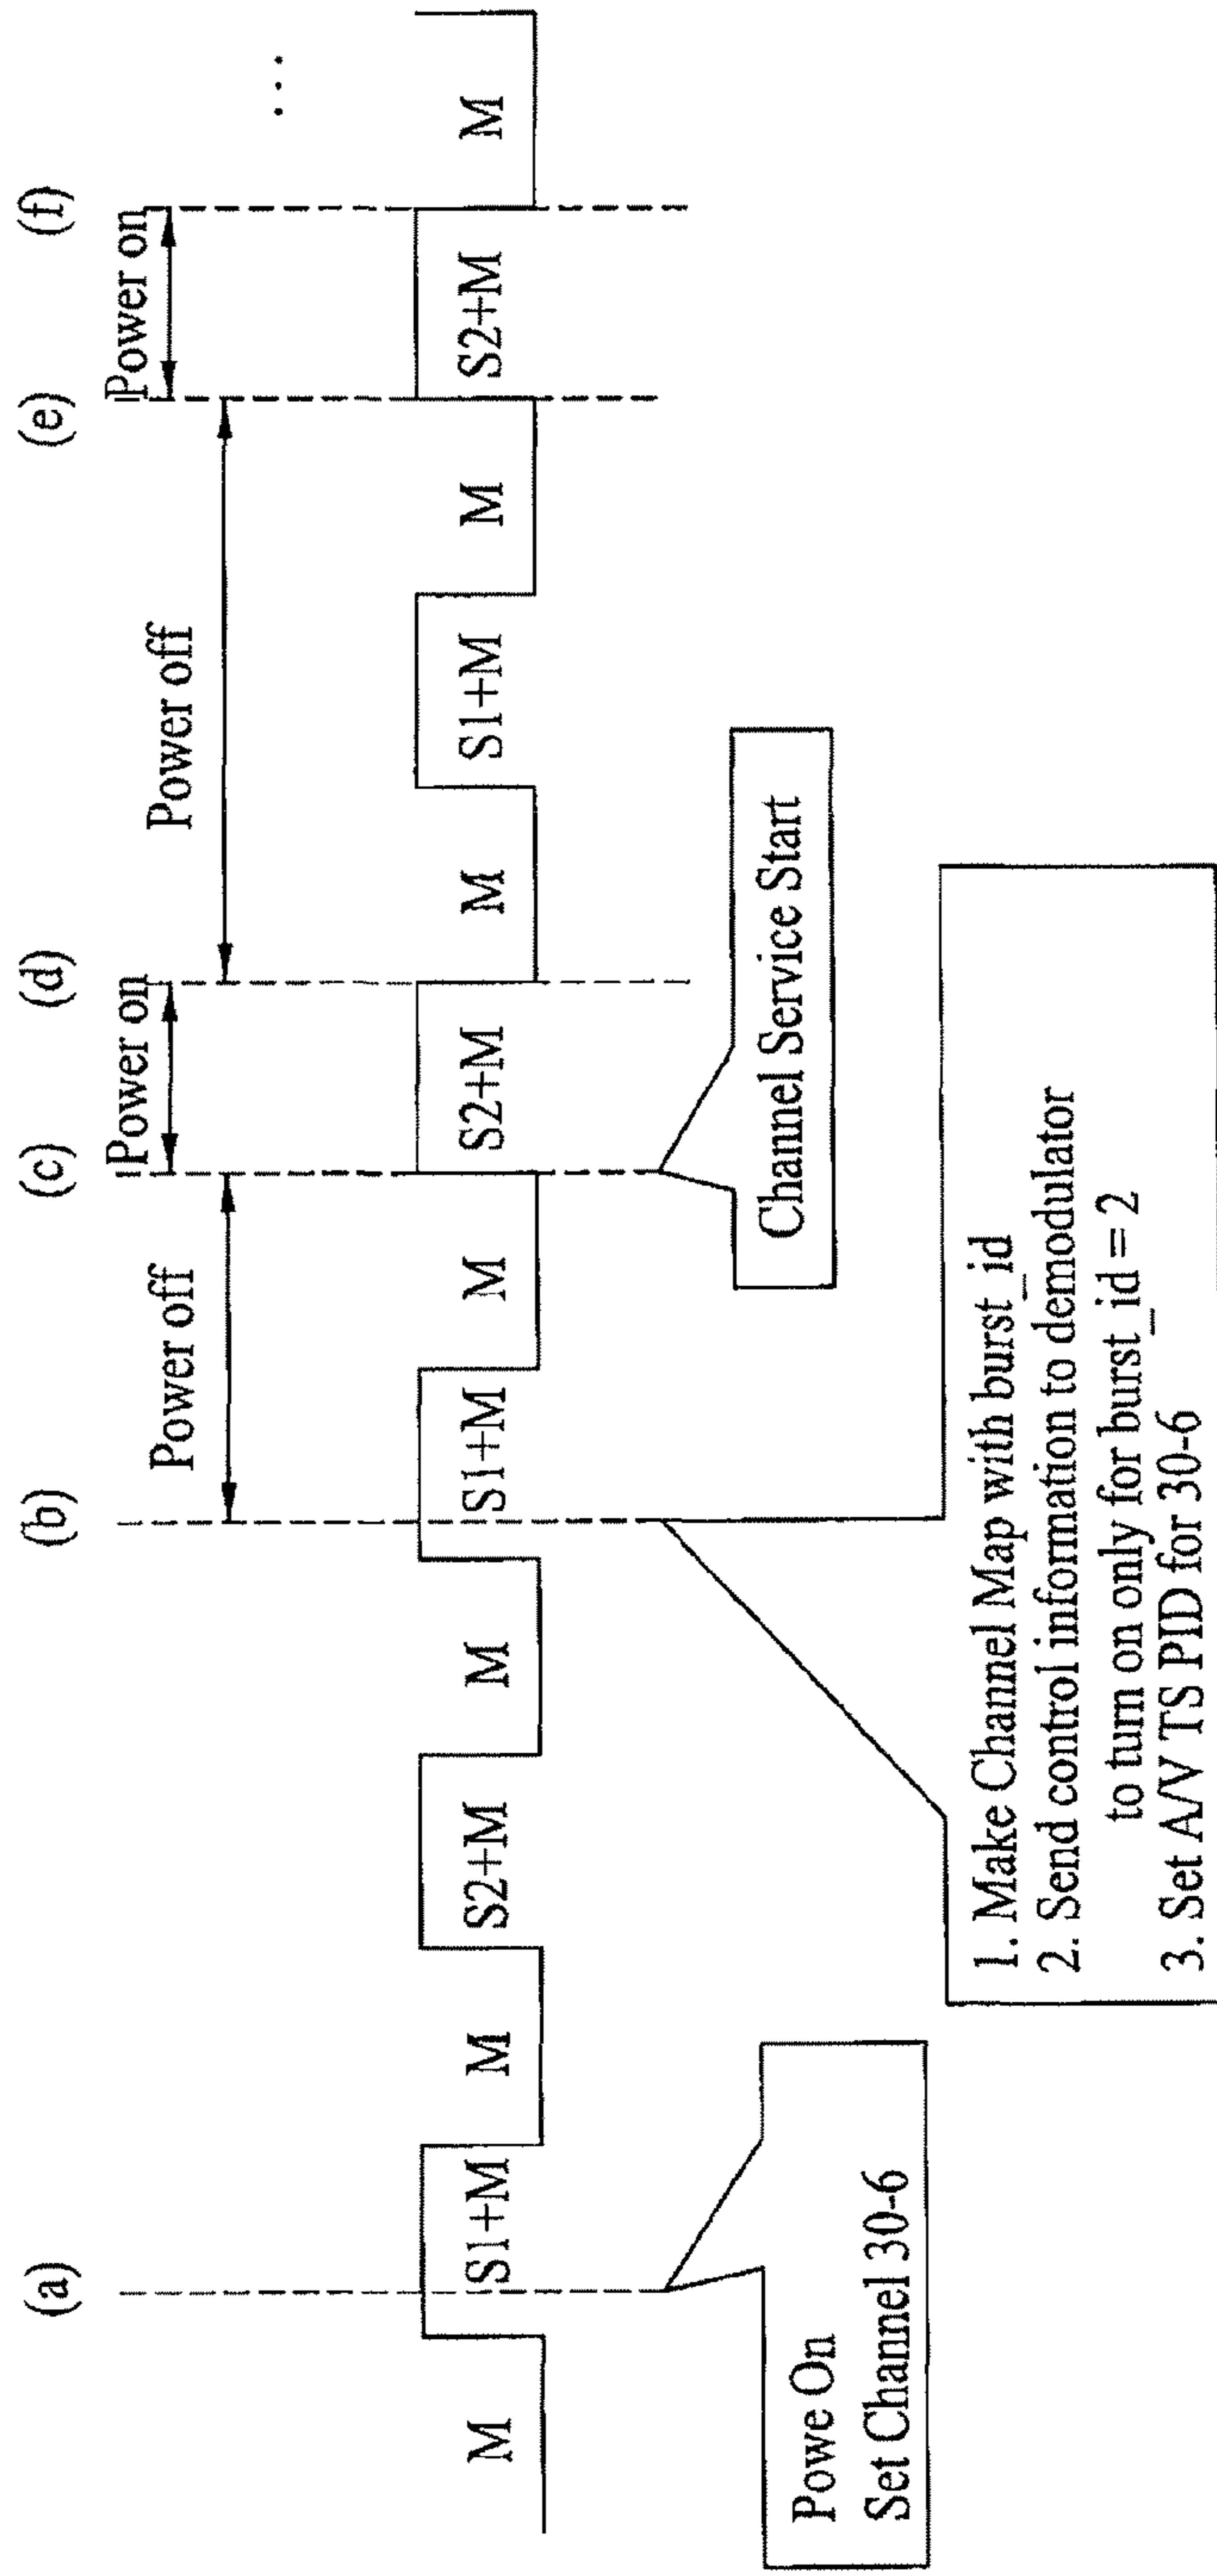 (a)
(b)
(c)
(d)
(e)
(f)
Power off
Power on
Power off
Power on
M
S1+M
M
S2+M
M
S1+M
M
S2+M
M
S1+M
M
S2+M
M
...
Powe On
Set Channel 30-6
Channel Service Start
1. Make Channel Map with burst_id
2. Send control information to demodulator
to turn on only for burst_id = 2
3. Set A/V TS PID for 30-6